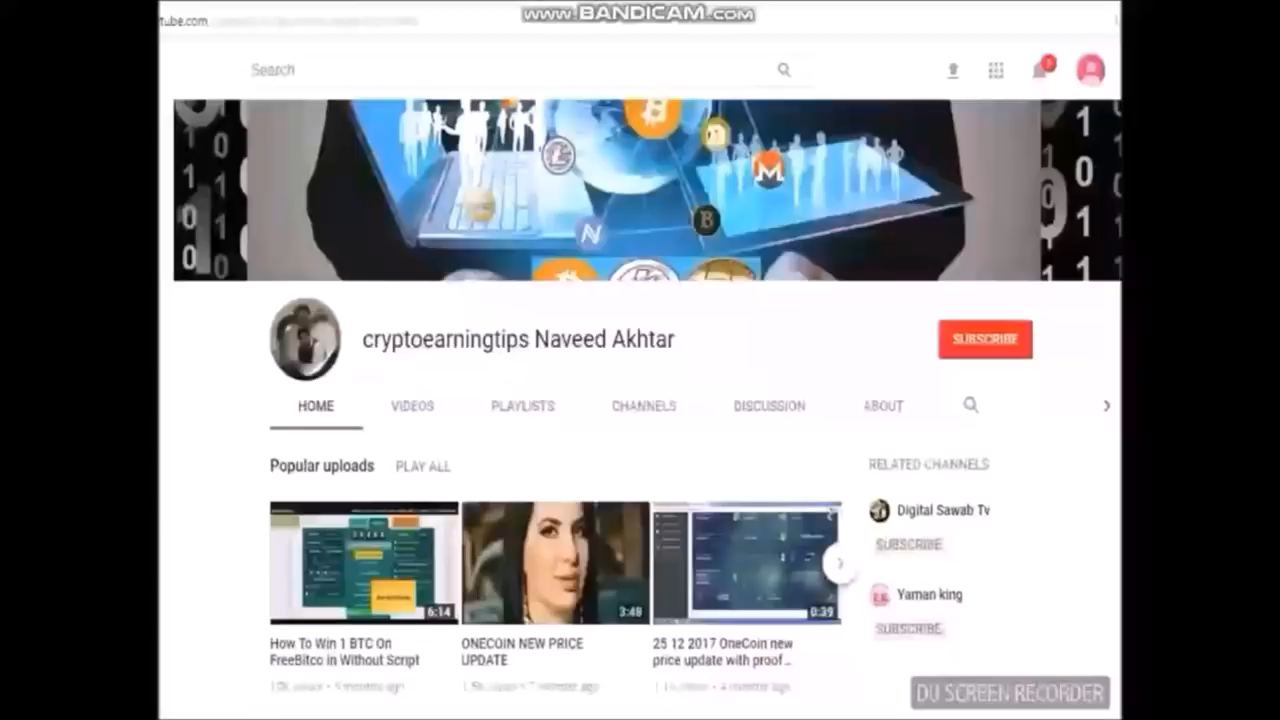 www.BANDICAM.com
tube.com
Search
cryptoearningtips Naveed Akhtar
SUBSCRIBE
HOME
VIDEOS
PLAYLISTS
CHANNELS
DISCUSSION
ABOUT
Popular uploads
PLAY ALL
RELATED CHANNELS
Digital Sawab Tv
SUBSCRIBE
Yaman king
SUBSCRIBE
6:14
3:48
0:39
How To Win 1 BTC On
FreeBitco in Without Script
ONECOIN NEW PRICE
UPDATE
25 12 2017 OneCoin new
price update with proof...
DU SCREEN RECORDER